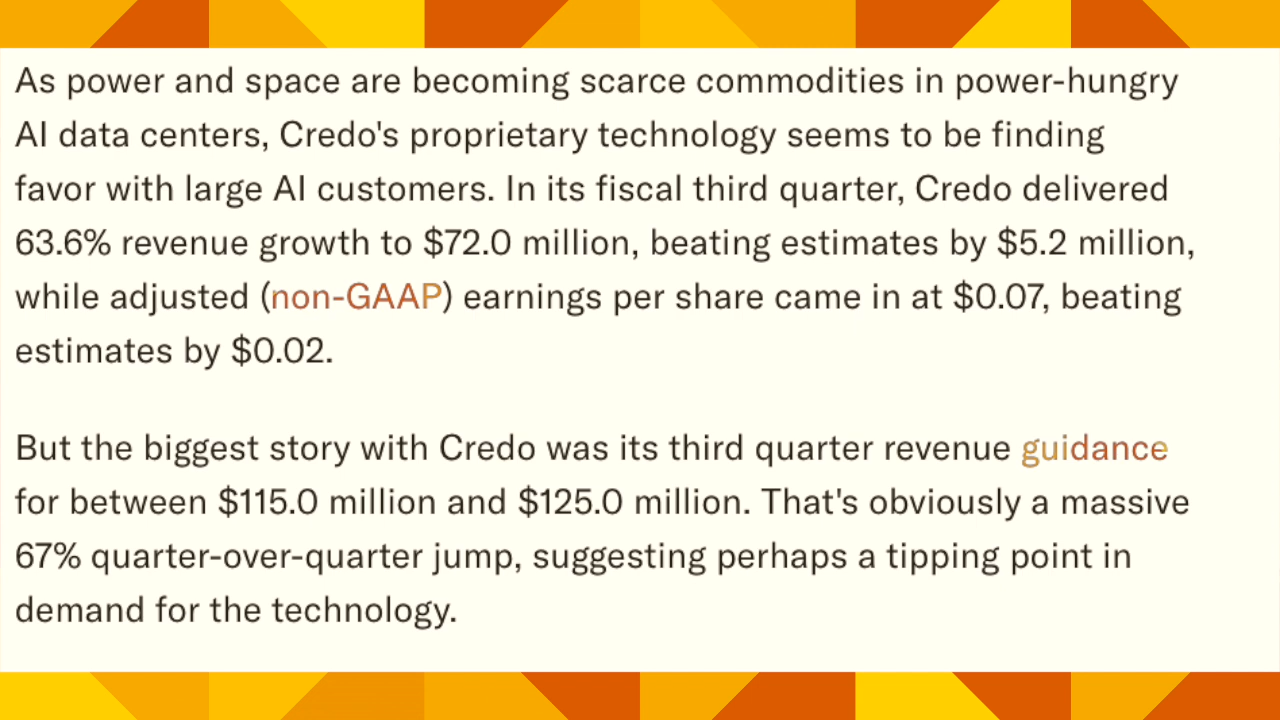 As power and space are becoming scarce commodities in power-hungry
AI data centers, Credo's proprietary technology seems to be finding
favor with large AI customers. In its fiscal third quarter, Credo delivered
63.6% revenue growth to $72.0 million, beating estimates by $5.2 million,
while adjusted (non-GAAP) earnings per share came in at $0.07, beating
estimates by $0.02.
But the biggest story with Credo was its third quarter revenue guidance
for between $115.0 million and $125.0 million. That's obviously a massive
67% quarter-over-quarter jump, suggesting perhaps a tipping point in
demand for the technology.